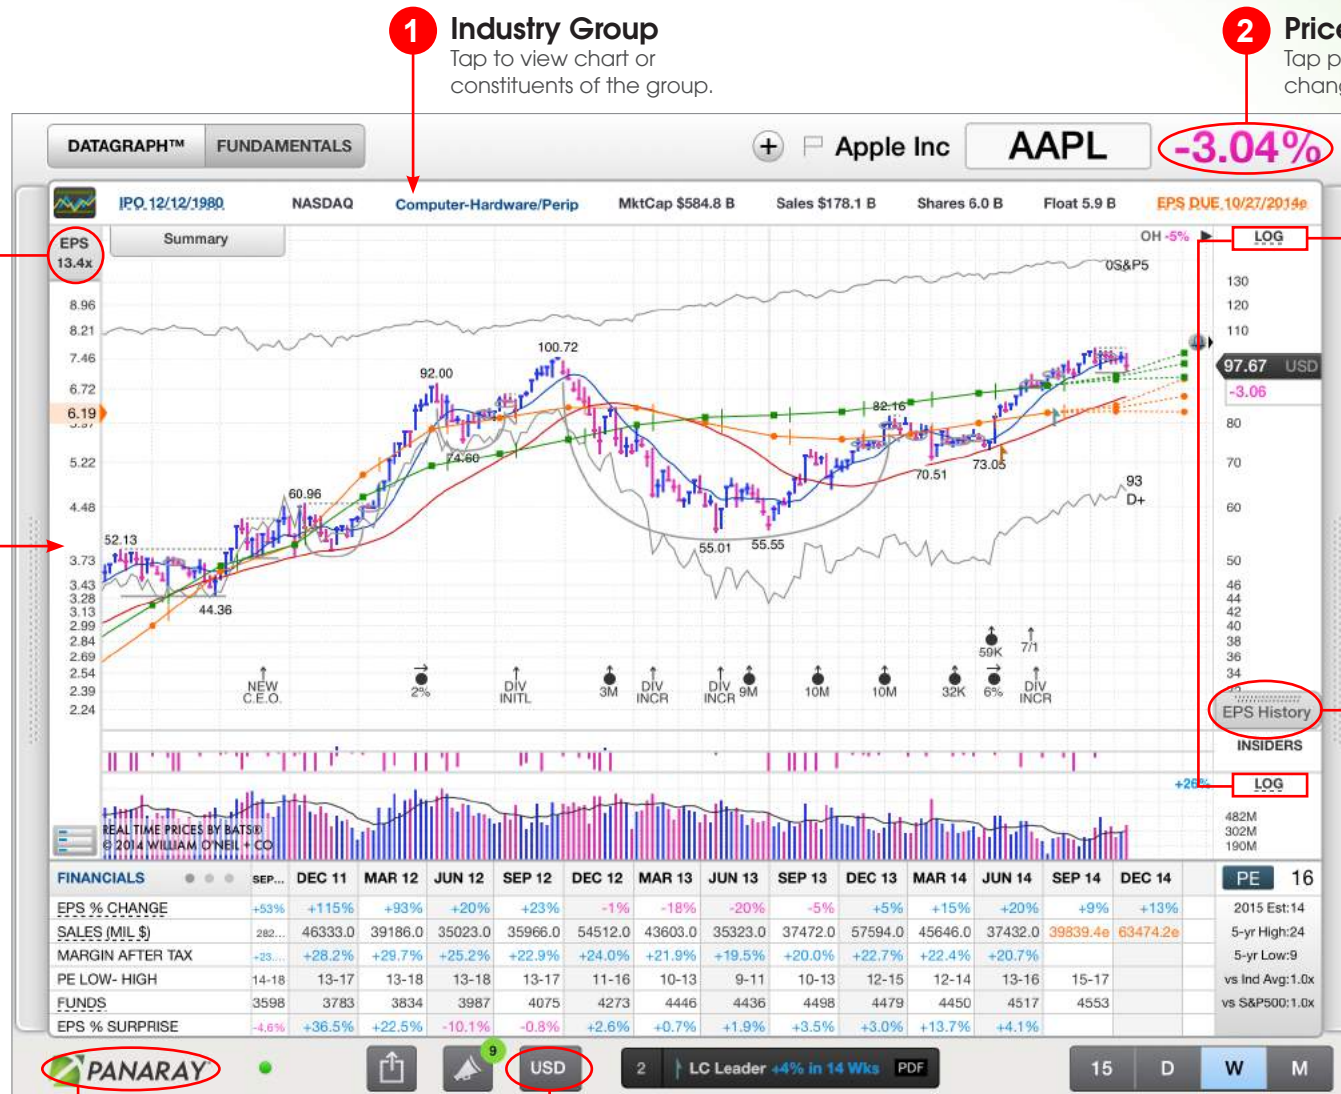 1 Industry Group
Tap to view chart or
constituents of the group.
2 Price
Tap p
chang
DATAGRAPH™ FUNDAMENTALS
+ Apple Inc AAPL -3.04%
IPO 12/12/1980 NASDAQ Computer-Hardware/Perip MktCap $584.8 B Sales $178.1 B Shares 6.0 B Float 5.9 B EPS DUE 10/27/2014e
EPS
13.4x
Summary
OH -5%
LOG
0S&P5
130
120
110
97.67 USD
-3.06
80
70
60
50
46
44
42
40
38
36
34
8.96
8.21
7.46
6.72
6.19
5.22
4.48
3.73
3.43
3.28
3.13
2.99
2.84
2.69
2.54
2.39
2.24
52.13
44.36
60.96
92.00
74.60
100.72
55.01
55.55
82.16
70.51
73.05
93
D+
NEW
C.E.O.
2%
DIV
INITL
3M
DIV
INCR
DIV
INCR
9M
10M
10M
32K
59K
6%
7/1
DIV
INCR
EPS History
INSIDERS
+26%
LOG
482M
302M
190M
REAL TIME PRICES BY BATS®
© 2014 WILLIAM O'NEIL + CO
FINANCIALS SEP... DEC 11 MAR 12 JUN 12 SEP 12 DEC 12 MAR 13 JUN 13 SEP 13 DEC 13 MAR 14 JUN 14 SEP 14 DEC 14
EPS % CHANGE +53% +115% +93% +20% +23% -1% -18% -20% -5% +5% +15% +20% +9% +13%
SALES (MIL $) 282... 46333.0 39186.0 35023.0 35966.0 54512.0 43603.0 35323.0 37472.0 57594.0 45646.0 37432.0 39839.4e 63474.2e
MARGIN AFTER TAX +23.... +28.2% +29.7% +25.2% +22.9% +24.0% +21.9% +19.5% +20.0% +22.7% +22.4% +20.7%
PE LOW- HIGH 14-18 13-17 13-18 13-18 13-17 11-16 10-13 9-11 10-13 12-15 12-14 13-16 15-17
FUNDS 3598 3783 3834 3987 4075 4273 4446 4436 4498 4479 4450 4517 4553
EPS % SURPRISE -4.6% +36.5% +22.5% -10.1% -0.8% +2.6% +0.7% +1.9% +3.5% +3.0% +13.7% +4.1%
PE 16
2015 Est:14
5-yr High:24
5-yr Low:9
vs Ind Avg:1.0x
vs S&P500:1.0x
PANARAY 9 USD 2 LC Leader +4% in 14 Wks PDF 15 D W M